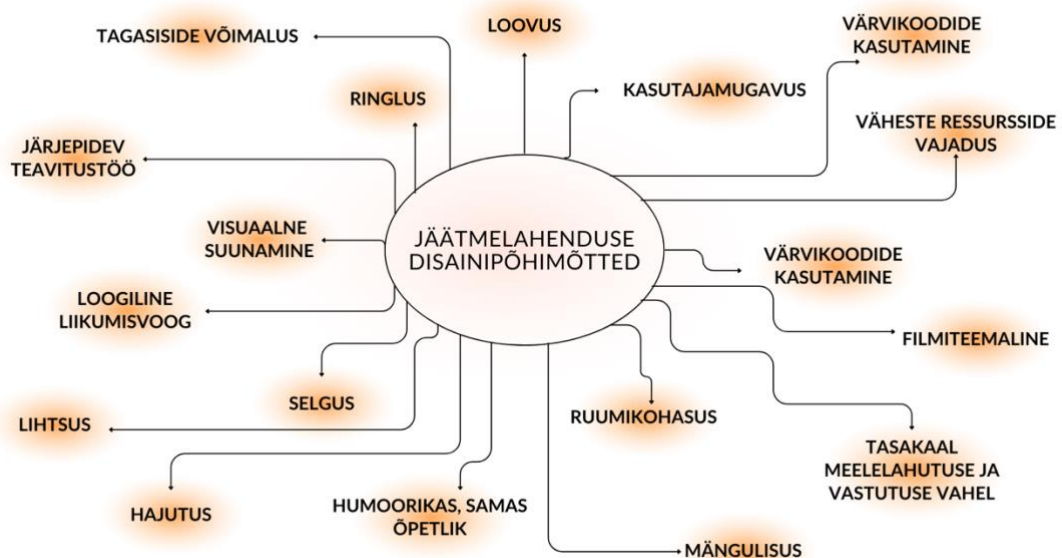 LOOVUS
VÄRVIKOODIDE
KASUTAMINE
TAGASISIDE VÕIMALUS
KASUTAJAMUGAVUS
RINGLUS
VÄHESTE RESSURSSIDE
VAJADUS
JÄRJEPIDEV
TEAVITUSTÖÖ
VISUAALNE
SUUNAMINE
JÄÄTMELAHENDUSE
DISAINIPÕHIMÕTTED
VÄRVIKOODIDE
KASUTAMINE
LOOGILINE
LIIKUMISVOOG
FILMITEEMALINE
SELGUS
RUUMIKOHASUS
LIHTSUS
TASAKAAL
MEELELAHUTUSE JA
VASTUTUSE VAHEL
HAJUTUS
HUMOORIKAS, SAMAS
ÕPETLIK
MÄNGULISUS